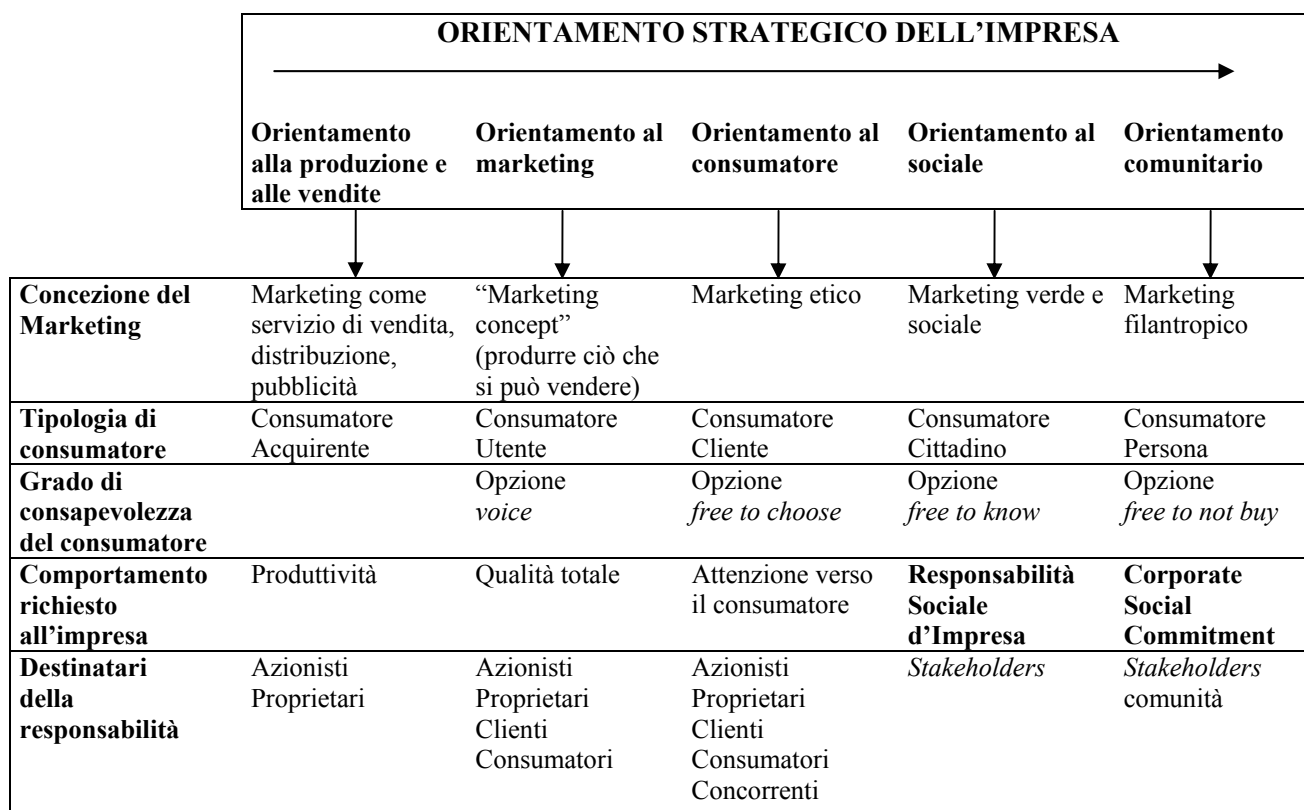 ORIENTAMENTO STRATEGICO DELL’IMPRESA
Orientamento
alla produzione e
alle vendite
Orientamento al
marketing
Orientamento al
consumatore
Orientamento al
sociale
Orientamento
comunitario
Concezione del
Marketing
Marketing come
servizio di vendita,
distribuzione,
pubblicità
“Marketing
concept”
(produrre ciò che
si può vendere)
Marketing etico
Marketing verde e
sociale
Marketing
filantropico
Tipologia di
consumatore
Consumatore
Acquirente
Consumatore
Utente
Consumatore
Cliente
Consumatore
Cittadino
Consumatore
Persona
Grado di
consapevolezza
del consumatore
Opzione
voice
Opzione
free to choose
Opzione
free to know
Opzione
free to not buy
Comportamento
richiesto
all’impresa
Produttività
Qualità totale
Attenzione verso
il consumatore
Responsabilità
Sociale
d’Impresa
Corporate
Social
Commitment
Destinatari
della
responsabilità
Azionisti
Proprietari
Azionisti
Proprietari
Clienti
Consumatori
Azionisti
Proprietari
Clienti
Consumatori
Concorrenti
Stakeholders
Stakeholders
comunità